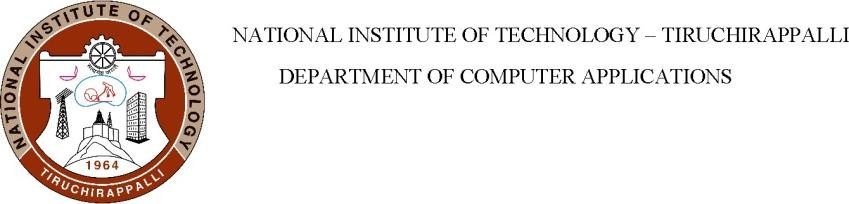 NATIONAL INSTITUTE OF TECHNOLOGY – TIRUCHIRAPPALLI
DEPARTMENT OF COMPUTER APPLICATIONS
NATIONAL INSTITUTE OF TECHNOLOGY
1964
TIRUCHIRAPPALLI